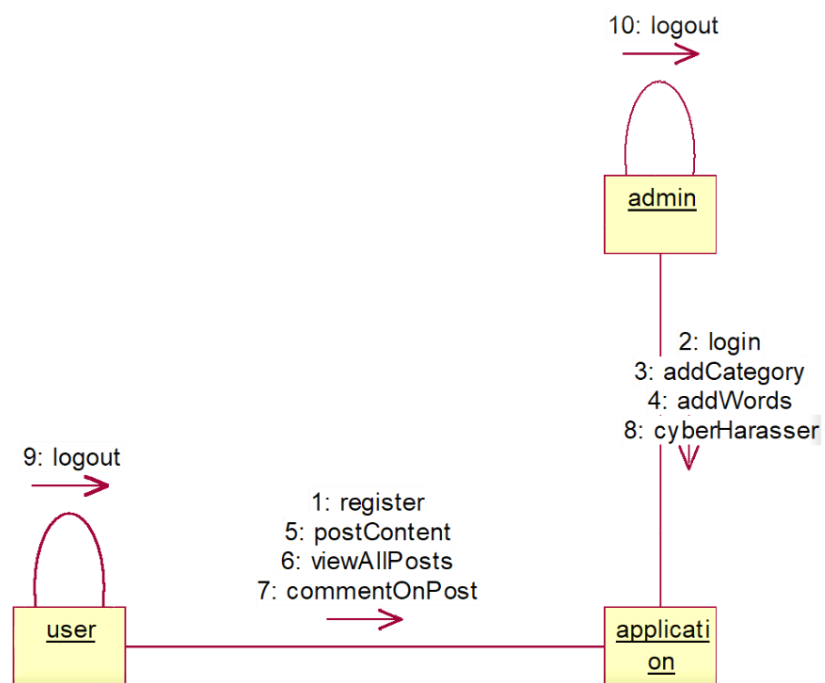 10: logout
admin
2: login
3: addCategory
4: addWords
8: cyberHarasser
9: logout
1: register
5: postContent
6: viewAllPosts
7: commentOnPost
user
applicati
on